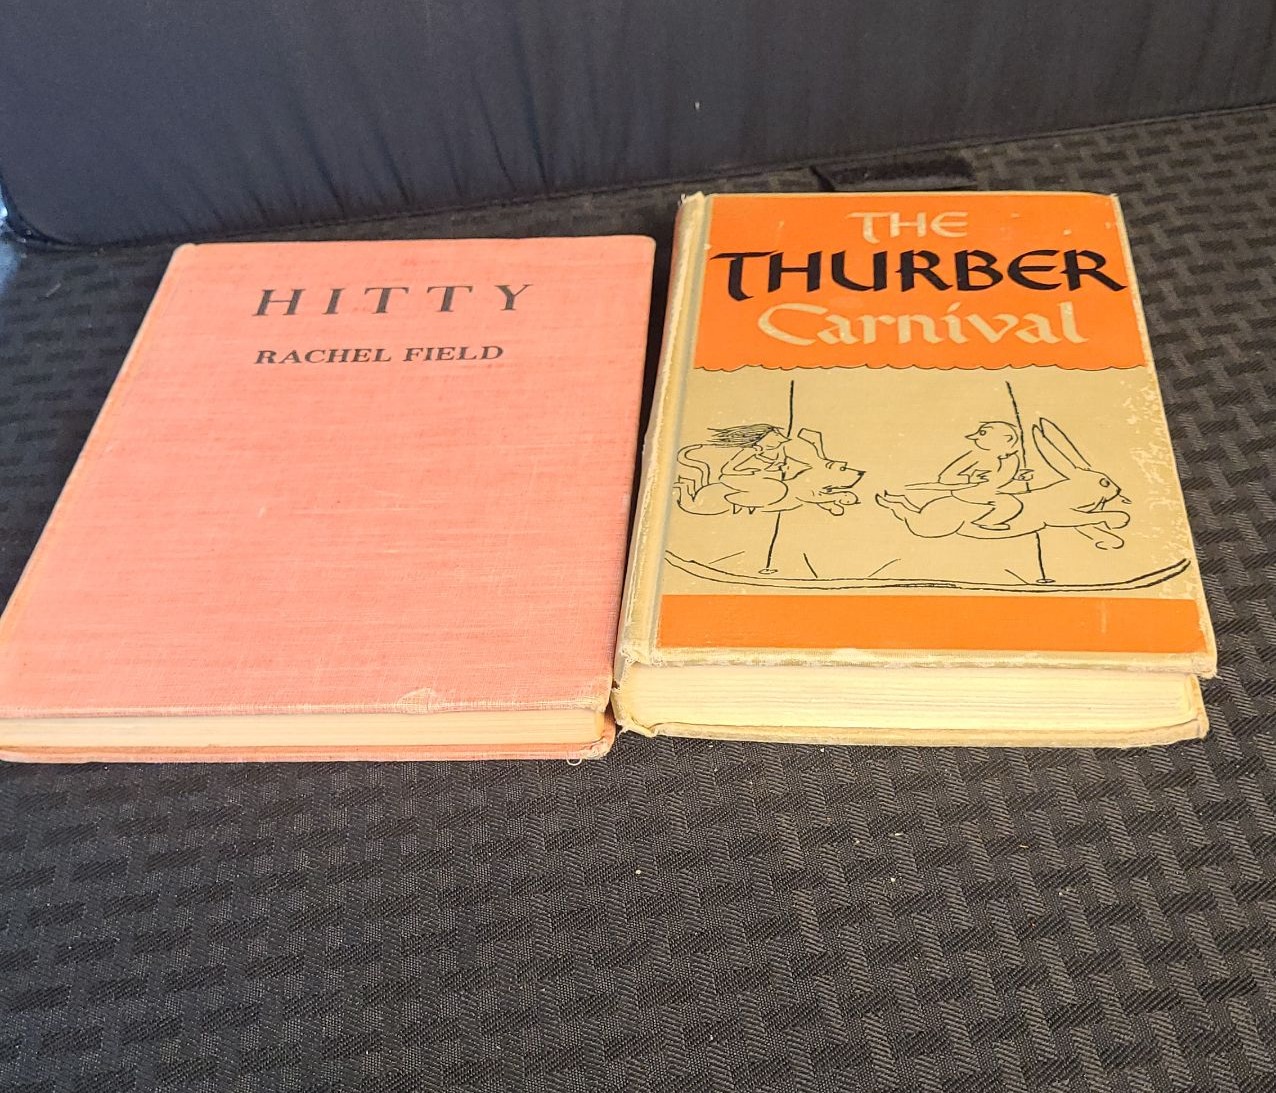 HITTY
RACHEL FIELD
THE
THURBER
Carnival